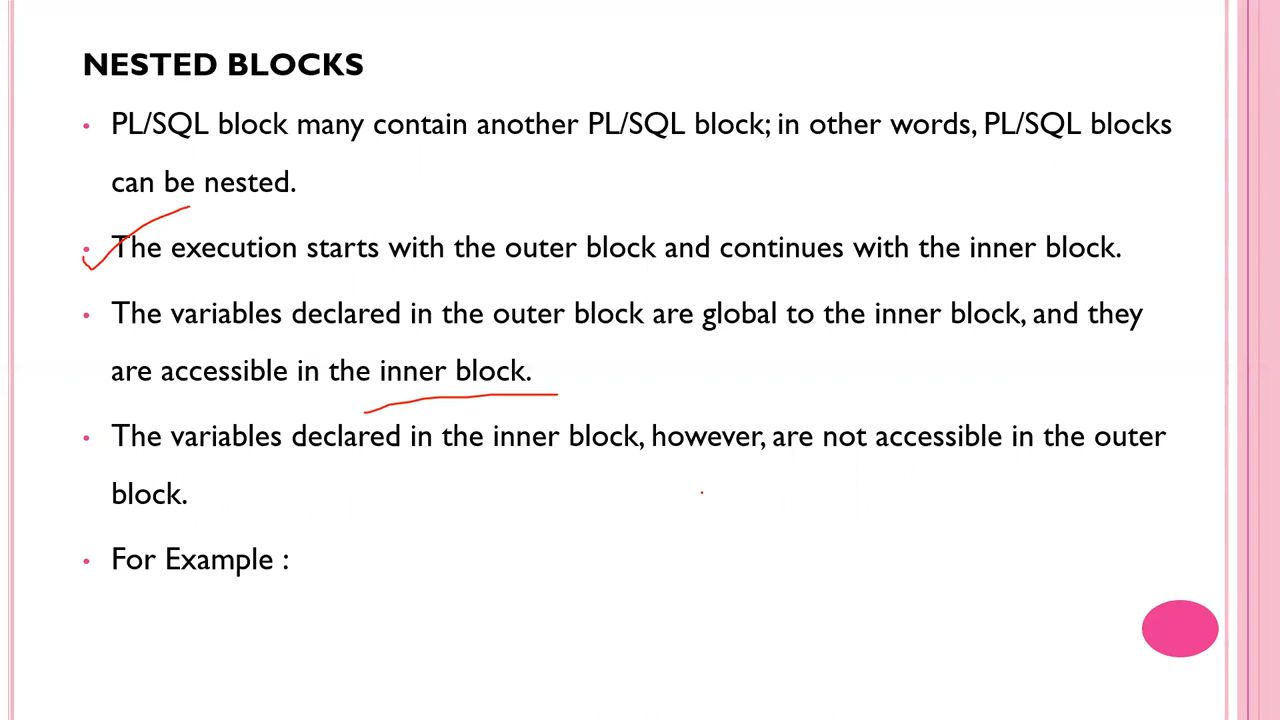 NESTED BLOCKS
• PL/SQL block many contain another PL/SQL block; in other words, PL/SQL blocks
can be nested.
• The execution starts with the outer block and continues with the inner block.
• The variables declared in the outer block are global to the inner block, and they
are accessible in the inner block.
• The variables declared in the inner block, however, are not accessible in the outer
block.
• For Example :